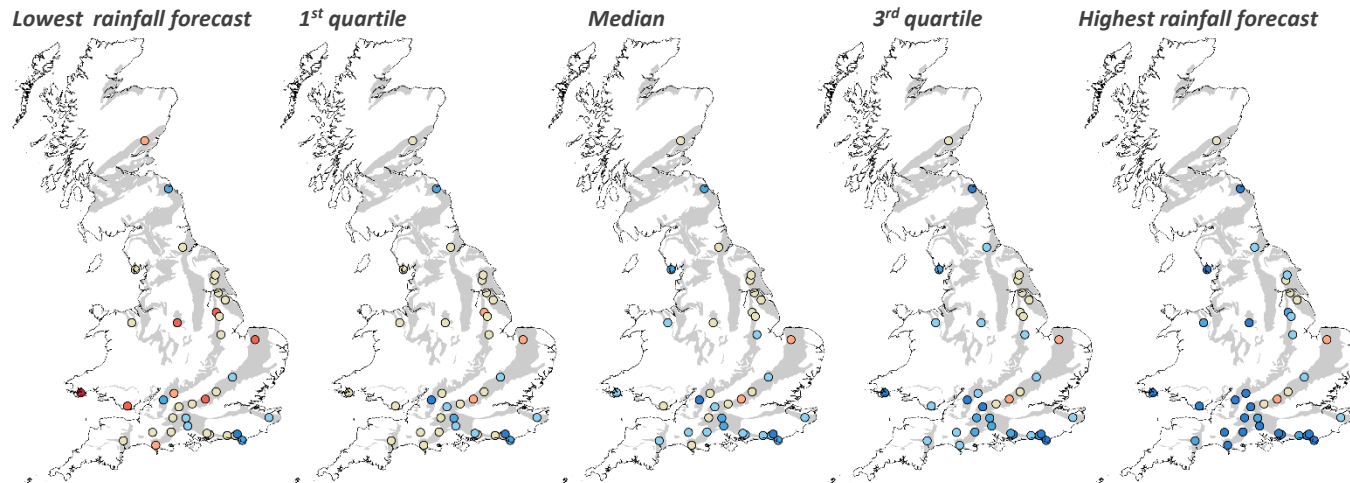 Lowest rainfall forecast
1st quartile
Median
3rd quartile
Highest rainfall forecast